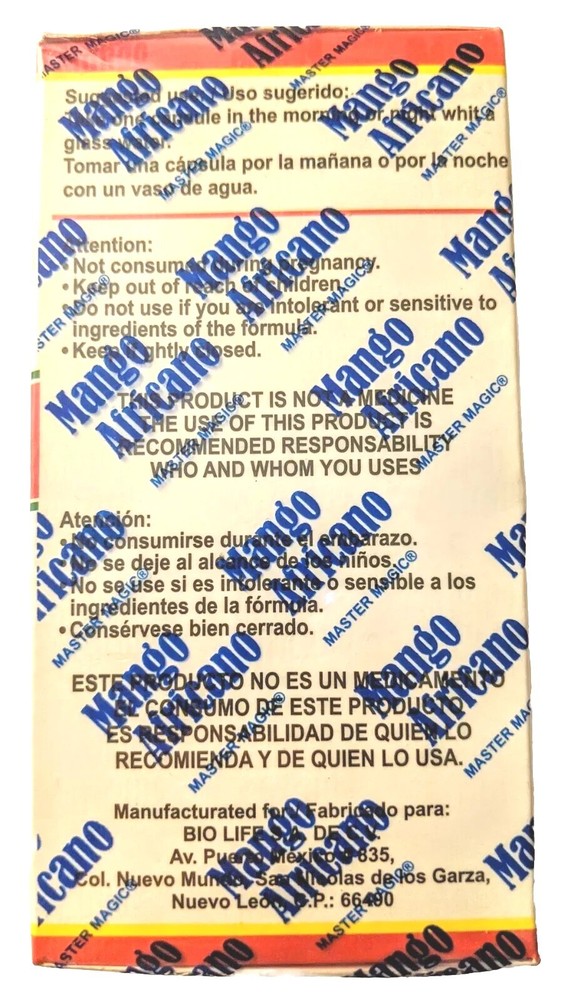 Suggested use / Uso sugerido:
Take one capsule in the morning or night whit a
glass water.
Tomar una cápsula por la mañana o por la noche
con un vaso de agua.
Attention:
• Not consumed during pregnancy.
• Keep out of reach of children
• Do not use if you are intolerant or sensitive to
ingredients of the formula.
• Keep tightly closed.
THIS PRODUCT IS NOT A MEDICINE
THE USE OF THIS PRODUCT IS
RECOMMENDED RESPONSABILITY
WHO AND WHOM YOU USES
Atención:
• No consumirse durante el embarazo.
• No se deje al alcance de los niños.
• No se use si es intolerante o sensible a los
ingredientes de la fórmula.
• Consérvese bien cerrado.
ESTE PRODUCTO NO ES UN MEDICAMENTO
EL CONSUMO DE ESTE PRODUCTO
ES RESPONSABILIDAD DE QUIEN LO
RECOMIENDA Y DE QUIEN LO USA.
Manufacturated for / Fabricado para:
BIO LIFE S.A. DE C.V.
Av. Puerto México # 835,
Col. Nuevo Mundo, San Nicolas de los Garza,
Nuevo León, C.P.: 66490
Mango
Africano
MASTER MAGIC®